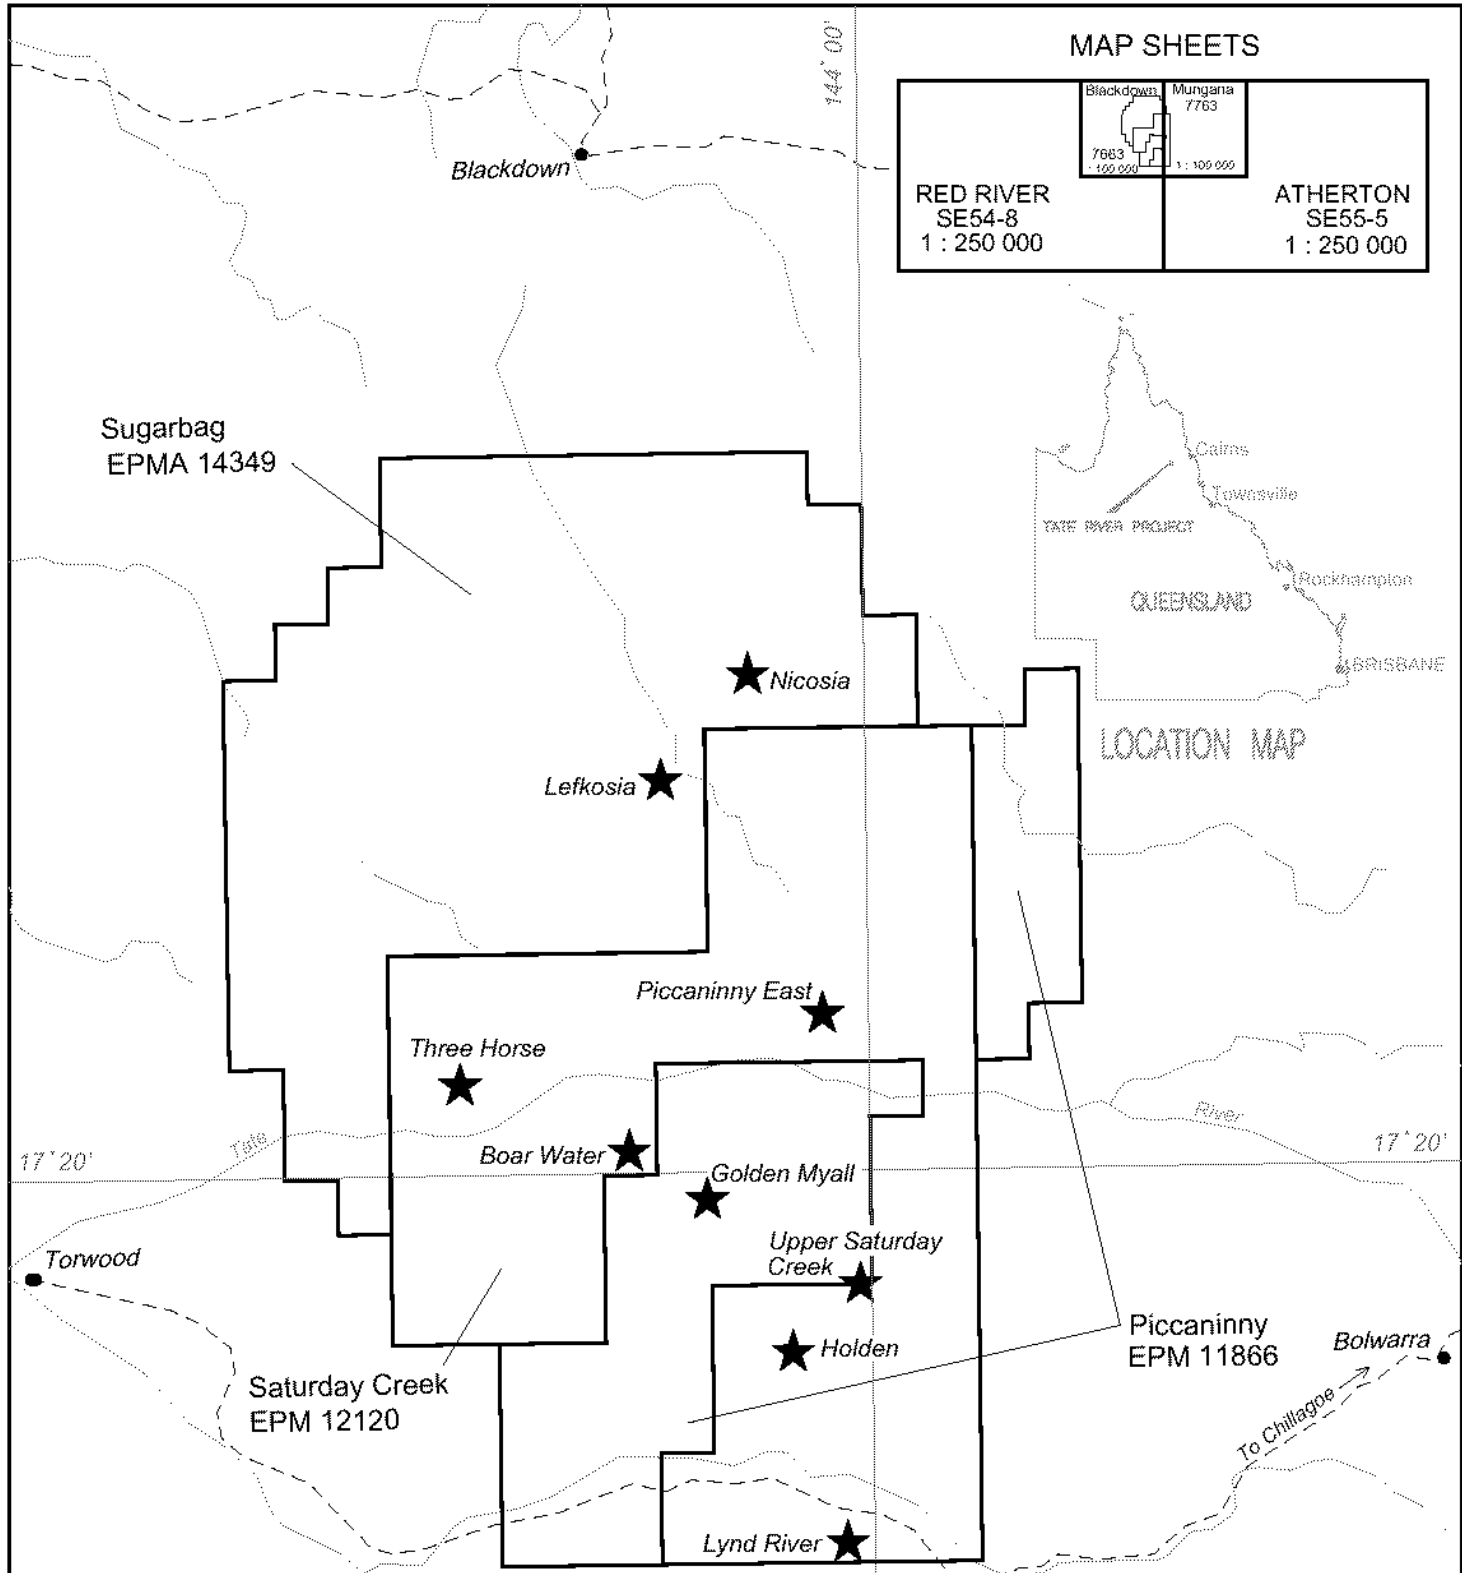 MAP SHEETS
144° 00'
Blackdown
Mungana
7763
7663
100 000
1 : 100 000
RED RIVER
SE54-8
1 : 250 000
ATHERTON
SE55-5
1 : 250 000
Blackdown
Sugarbag
EPMA 14349
Cairns
Townsville
TATE RIVER PROJECT
Rockhampton
QUEENSLAND
BRISBANE
LOCATION MAP
Nicosia
Lefkosia
Piccaninny East
Three Horse
Tate
River
17° 20'
17° 20'
Boar Water
Golden Myall
Upper Saturday
Creek
Torwood
Holden
Piccaninny
EPM 11866
Bolwarra
Saturday Creek
EPM 12120
To Chillagoe
Lynd River